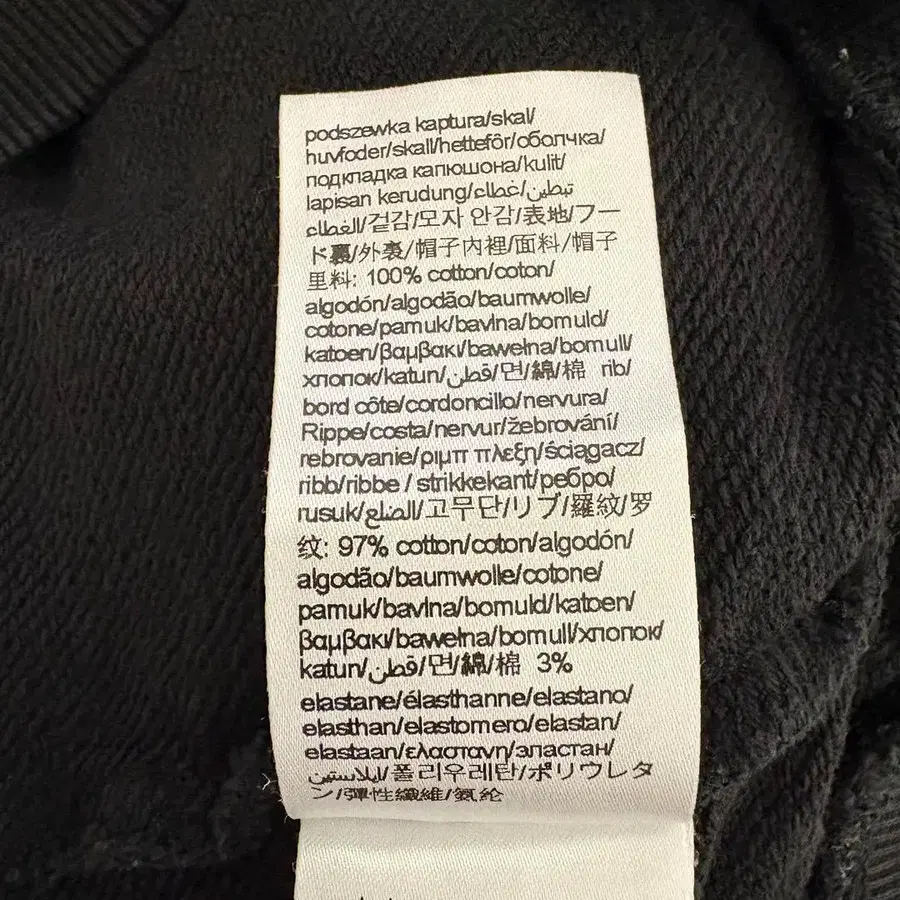 podszewka kaptura/skal/
huvfoder/skall/hettefôr/оболчка/
подкладка капюшона/kulit/
lapisan kerudung/غطاء/تبطين
الغطاء/겉감/모자 안감/表地/フー
ド裏/外裏/帽子內裡/面料/帽子
里料: 100% cotton/coton/
algodón/algodão/baumwolle/
cotone/pamuk/bavlna/bomuld/
katoen/βαμβακι/bawełna/bomull/
хлопок/katun/قطن/면/綿/棉 rib/
bord côte/cordoncillo/nervura/
Rippe/costa/nervur/žebrování/
rebrovanie/ριμπ πλεξη/ściągacz/
ribb/ribbe / strikkekant/ребро/
rusuk/الضلع/고무단/リブ/羅紋/罗
纹: 97% cotton/coton/algodón/
algodão/baumwolle/cotone/
pamuk/bavlna/bomuld/katoen/
βαμβακι/bawełna/bomull/хлопок/
katun/قطن/면/綿/棉 3%
elastane/élasthanne/elastano/
elasthan/elastomero/elastan/
elastaan/ελαστανη/эластан/
ايلاستين/폴리우레탄/ポリウレタ
ン/彈性纖維/氨纶